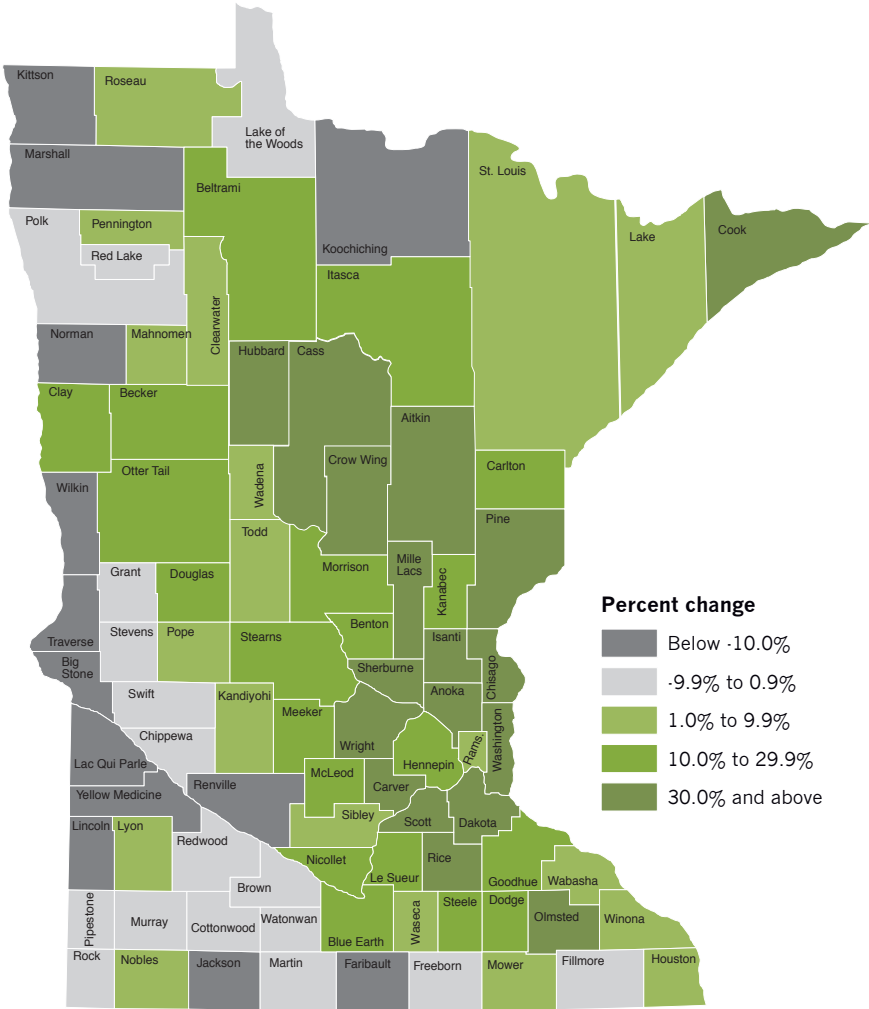 Kittson
Roseau
Lake of
the Woods
Marshall
Beltrami
St. Louis
Polk
Pennington
Koochiching
Lake
Cook
Red Lake
Itasca
Clearwater
Norman
Mahnomen
Hubbard
Cass
Clay
Becker
Aitkin
Otter Tail
Wadena
Crow Wing
Carlton
Wilkin
Pine
Todd
Grant
Douglas
Morrison
Mille
Lacs
Kanabec
Traverse
Stevens
Pope
Stearns
Benton
Isanti
Big
Stone
Sherburne
Chisago
Swift
Kandiyohi
Anoka
Meeker
Chippewa
Wright
Hennepin
Rams.
Washington
Lac Qui Parle
McLeod
Renville
Carver
Yellow Medicine
Sibley
Scott
Dakota
Lincoln
Lyon
Redwood
Nicollet
Rice
Le Sueur
Goodhue
Wabasha
Brown
Pipestone
Murray
Cottonwood
Watonwan
Blue Earth
Waseca
Steele
Dodge
Olmsted
Winona
Rock
Nobles
Jackson
Martin
Faribault
Freeborn
Mower
Fillmore
Houston
Percent change
Below -10.0%
-9.9% to 0.9%
1.0% to 9.9%
10.0% to 29.9%
30.0% and above